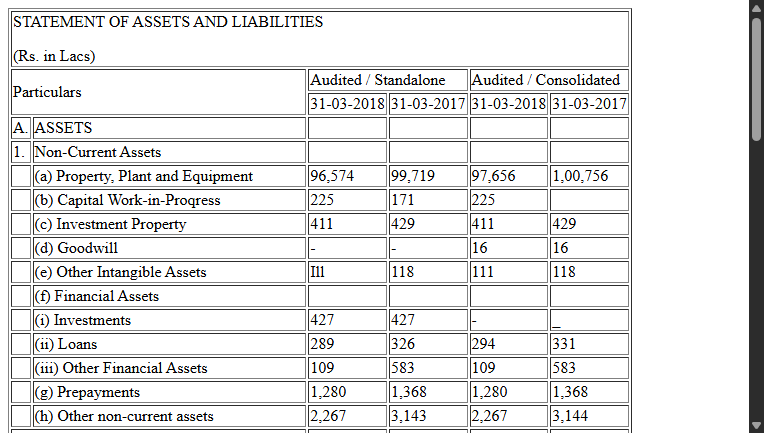 STATEMENT OF ASSETS AND LIABILITIES
(Rs. in Lacs)
Particulars Audited / Standalone Audited / Consolidated
31-03-2018 31-03-2017 31-03-2018 31-03-2017
A. ASSETS
1. Non-Current Assets
(a) Property, Plant and Equipment 96,574 99,719 97,656 1,00,756
(b) Capital Work-in-Proqress 225 171 225
(c) Investment Property 411 429 411 429
(d) Goodwill - - 16 16
(e) Other Intangible Assets Ill 118 111 118
(f) Financial Assets
(i) Investments 427 427 - _
(ii) Loans 289 326 294 331
(iii) Other Financial Assets 109 583 109 583
(g) Prepayments 1,280 1,368 1,280 1,368
(h) Other non-current assets 2,267 3,143 2,267 3,144